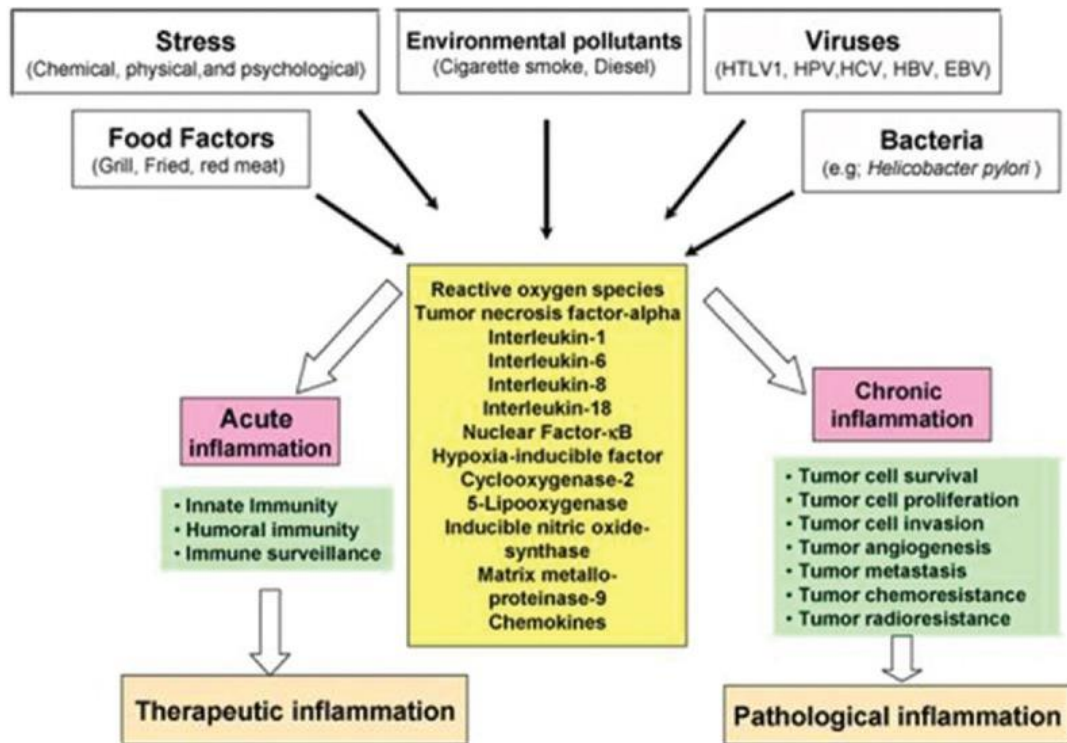 Stress
(Chemical, physical,and psychological)
Environmental pollutants
(Cigarette smoke, Diesel)
Viruses
(HTLV1, HPV,HCV, HBV, EBV)
Food Factors
(Grill, Fried, red meat)
Bacteria
(e.g; Helicobacter pylori )
Reactive oxygen species
Tumor necrosis factor-alpha
Interleukin-1
Interleukin-6
Interleukin-8
Interleukin-18
Nuclear Factor-κB
Hypoxia-inducible factor
Cyclooxygenase-2
5-Lipooxygenase
Inducible nitric oxide-
synthase
Matrix metallo-
proteinase-9
Chemokines
Acute
inflammation
• Innate Immunity
• Humoral immunity
• Immune surveillance
Therapeutic inflammation
Chronic
inflammation
• Tumor cell survival
• Tumor cell proliferation
• Tumor cell invasion
• Tumor angiogenesis
• Tumor metastasis
• Tumor chemoresistance
• Tumor radioresistance
Pathological inflammation